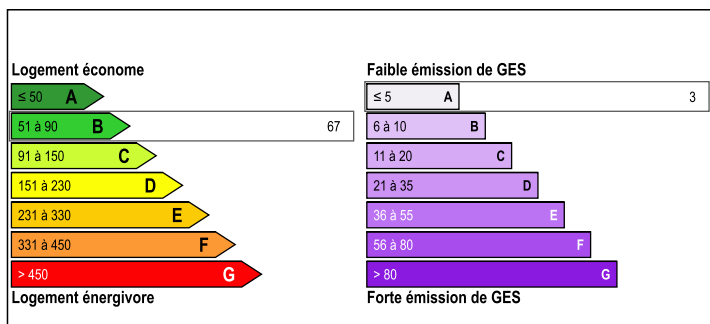 Logement économe
≤ 50 A
51 à 90 B 67
91 à 150 C
151 à 230 D
231 à 330 E
331 à 450 F
> 450 G
Logement énergivore
Faible émission de GES
≤ 5 A 3
6 à 10 B
11 à 20 C
21 à 35 D
36 à 55 E
56 à 80 F
> 80 G
Forte émission de GES